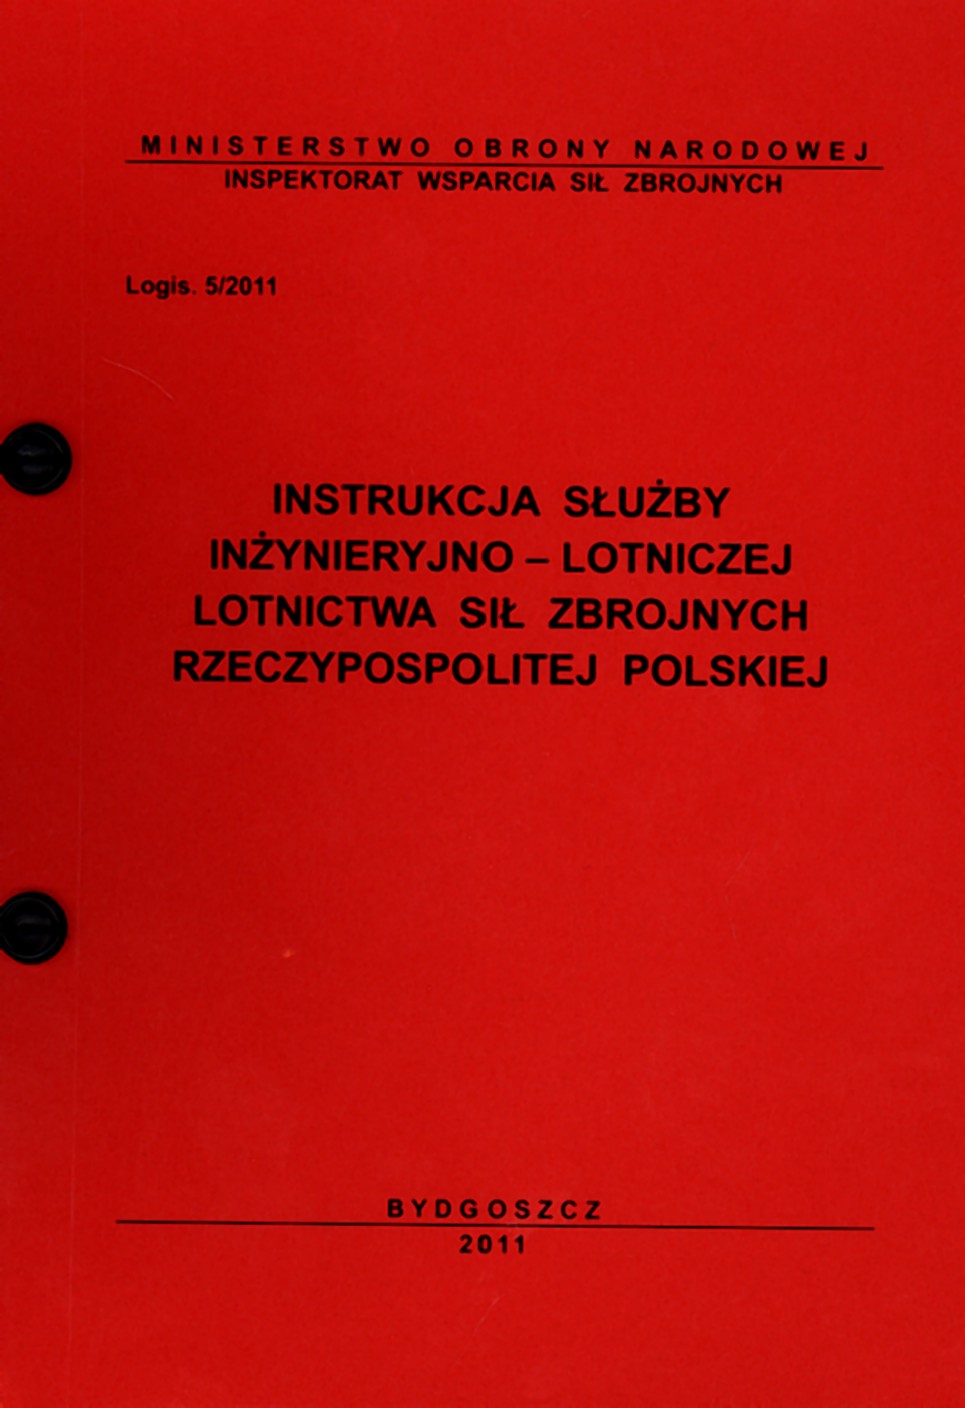 MINISTERSTWO OBRONY NARODOWEJ
INSPEKTORAT WSPARCIA SIŁ ZBROJNYCH
Logis. 5/2011
INSTRUKCJA SŁUŻBY
INŻYNIERYJNO – LOTNICZEJ
LOTNICTWA SIŁ ZBROJNYCH
RZECZYPOSPOLITEJ POLSKIEJ
BYDGOSZCZ
2011